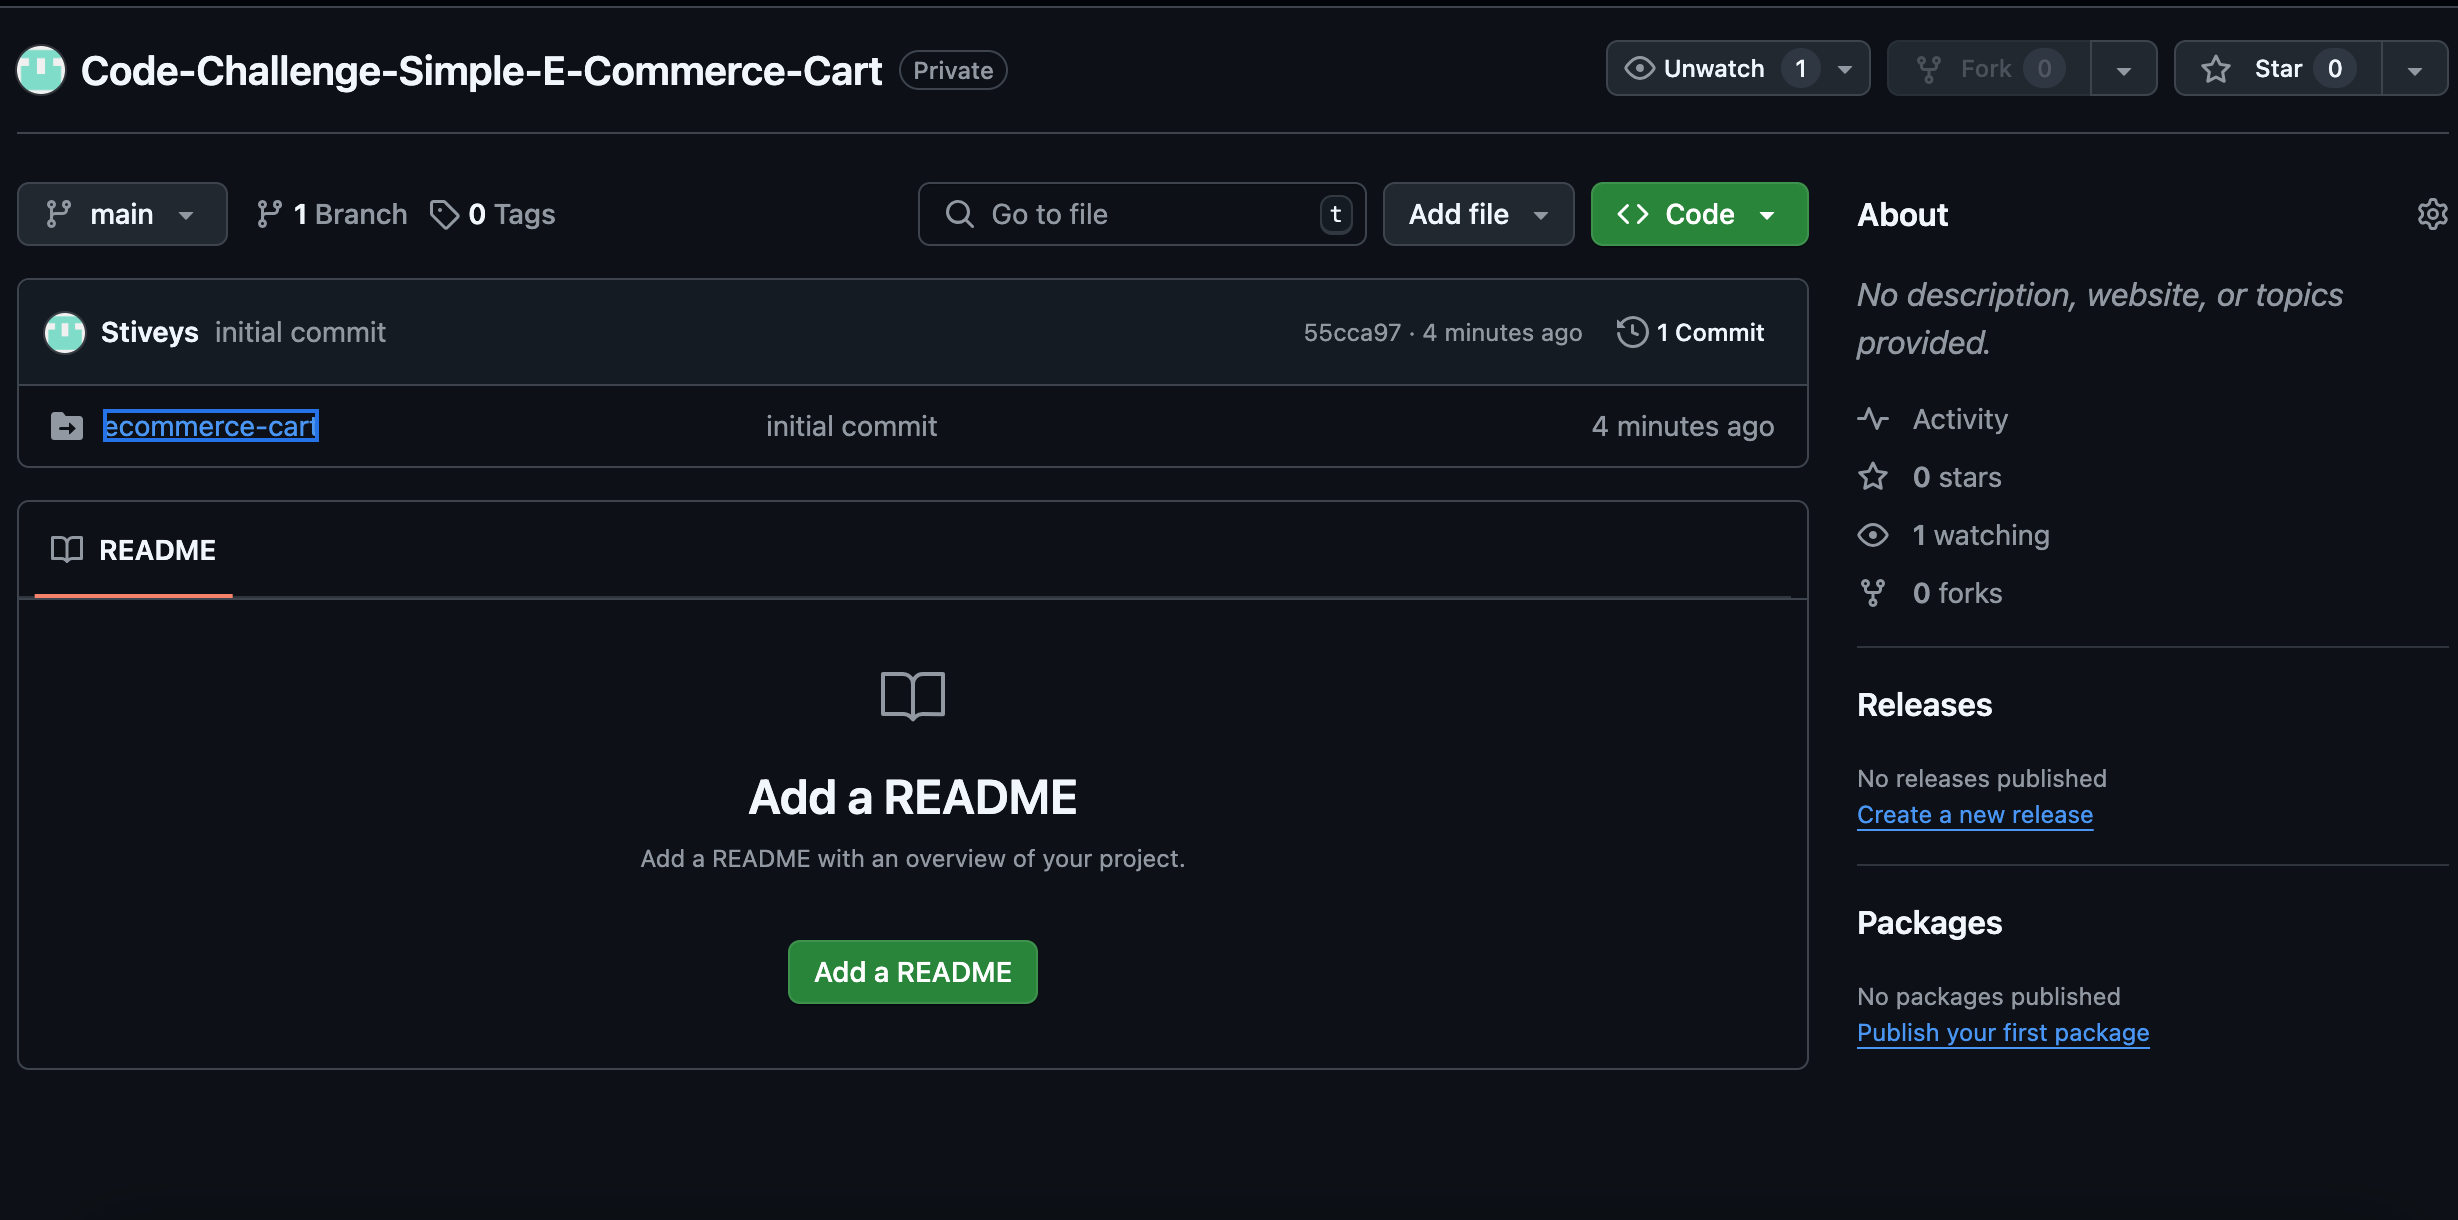 Code-Challenge-Simple-E-Commerce-Cart Private Unwatch 1 Fork 0 Star 0
main 1 Branch 0 Tags Go to file t Add file Code
Stiveys initial commit 55cca97 · 4 minutes ago 1 Commit
ecommerce-cart initial commit 4 minutes ago
README
Add a README
Add a README with an overview of your project.
Add a README
About
No description, website, or topics
provided.
Activity
0 stars
1 watching
0 forks
Releases
No releases published
Create a new release
Packages
No packages published
Publish your first package